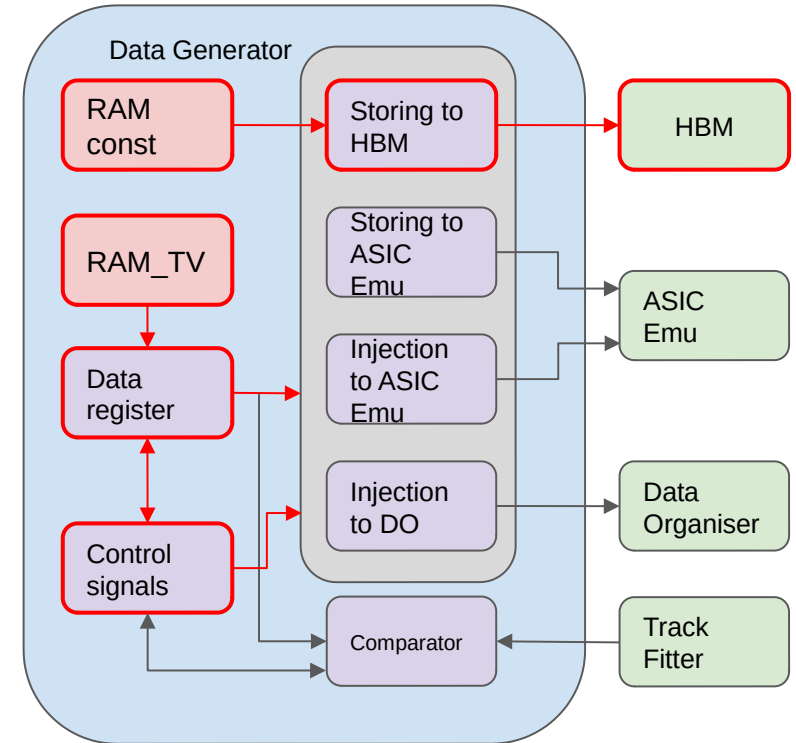 Data Generator
RAM
const
Storing to
HBM
HBM
RAM_TV
Storing to
ASIC
Emu
ASIC
Emu
Data
register
Injection
to ASIC
Emu
Control
signals
Injection
to DO
Data
Organiser
Comparator
Track
Fitter